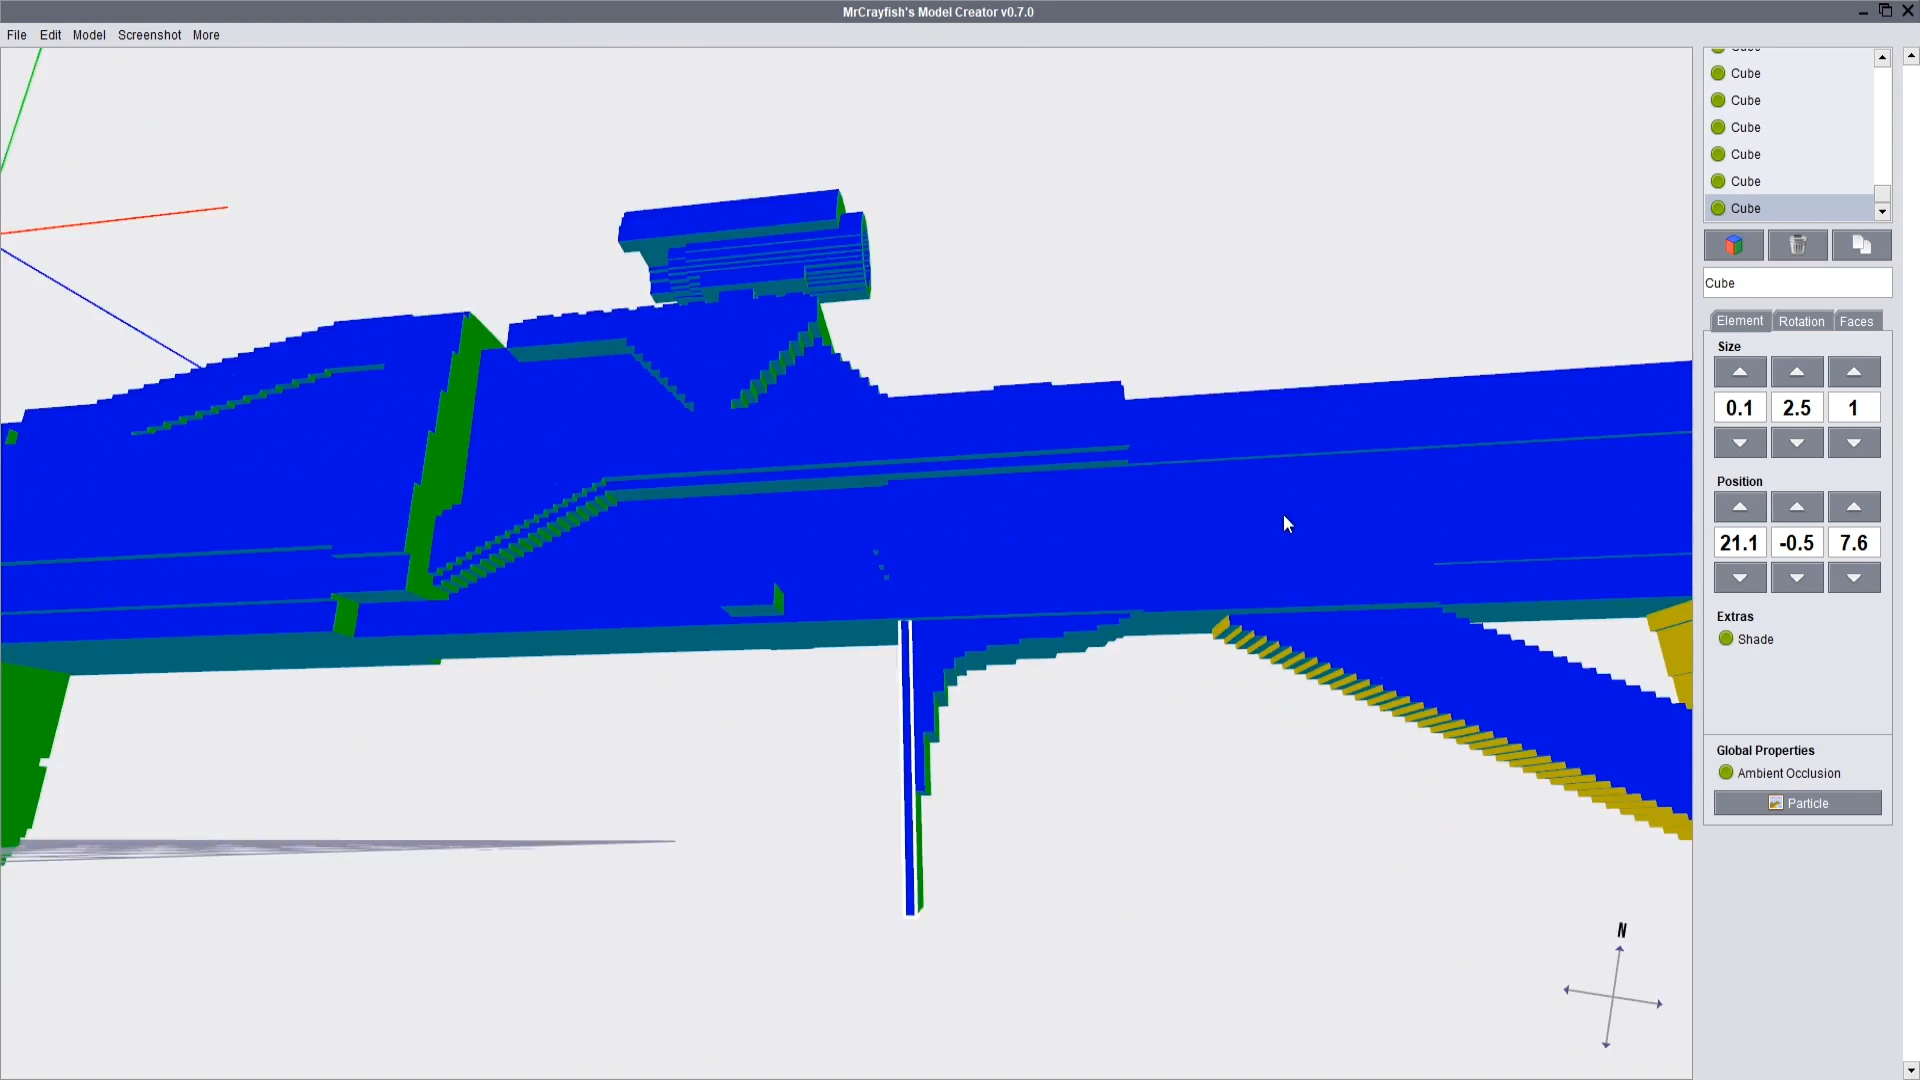 MrCrayfish's Model Creator v0.7.0
File Edit Model Screenshot More
Cube
Cube
Cube
Cube
Cube
Cube
Cube
Cube
Element Rotation Faces
Size
0.1 2.5 1
Position
21.1 -0.5 7.6
Extras
Shade
Global Properties
Ambient Occlusion
Particle
N